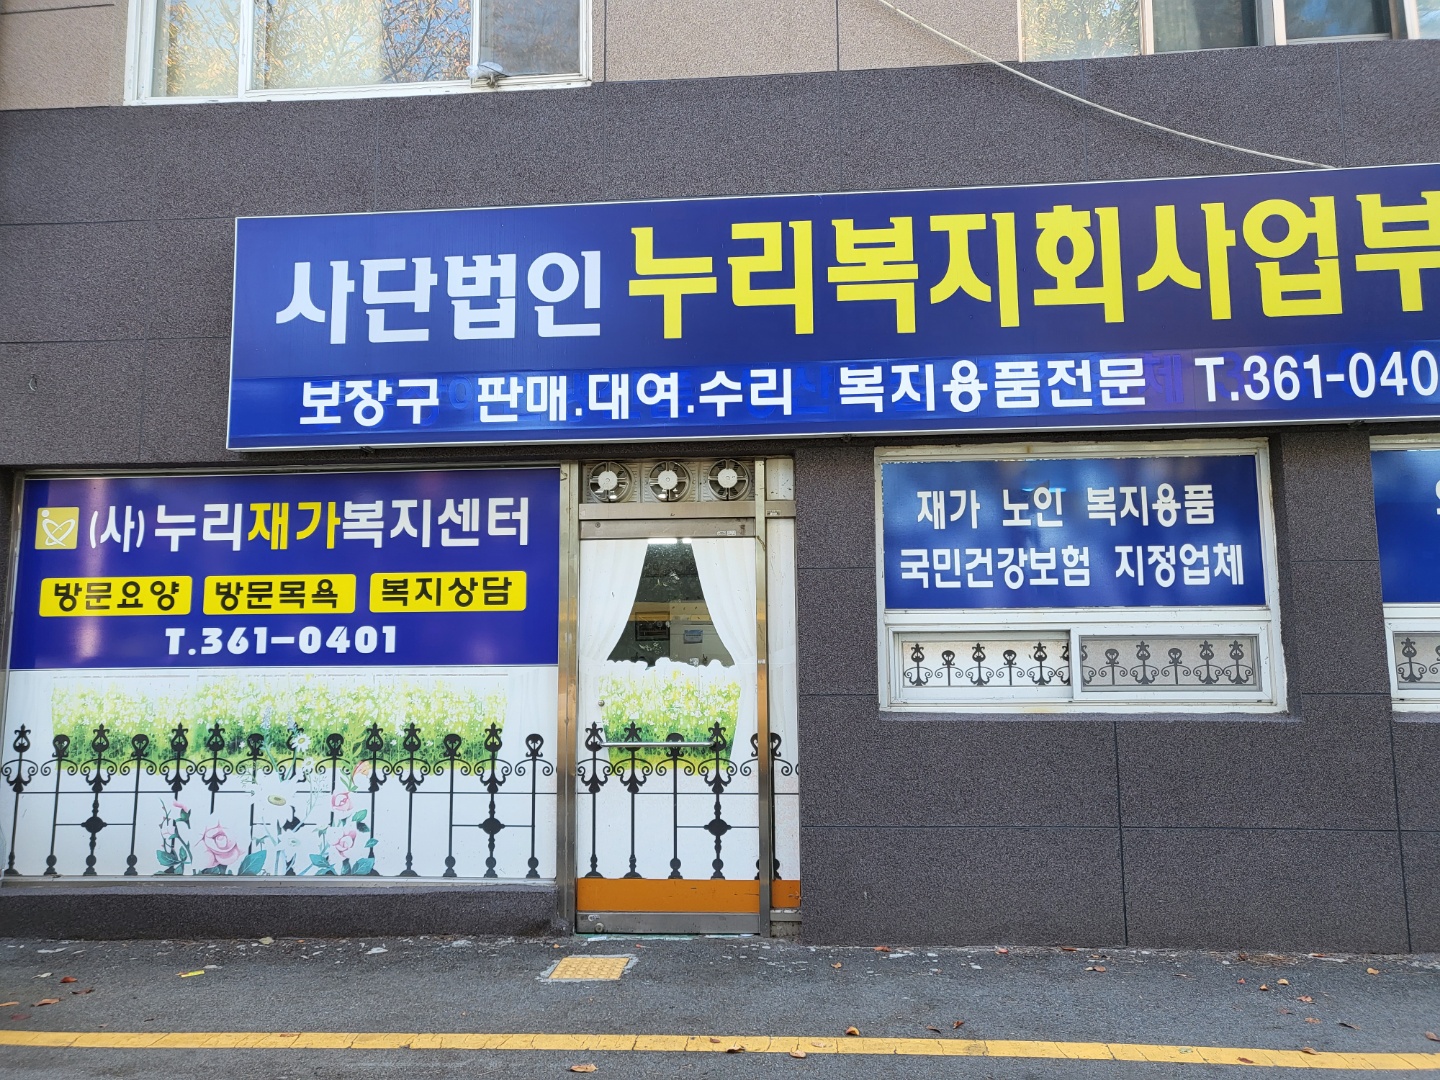 사단법인 누리복지회사업부
보장구 판매.대여.수리 복지용품전문 T.361-040
(사)누리재가복지센터
방문요양 방문목욕 복지상담
T.361-0401
재가 노인 복지용품
국민건강보험 지정업체